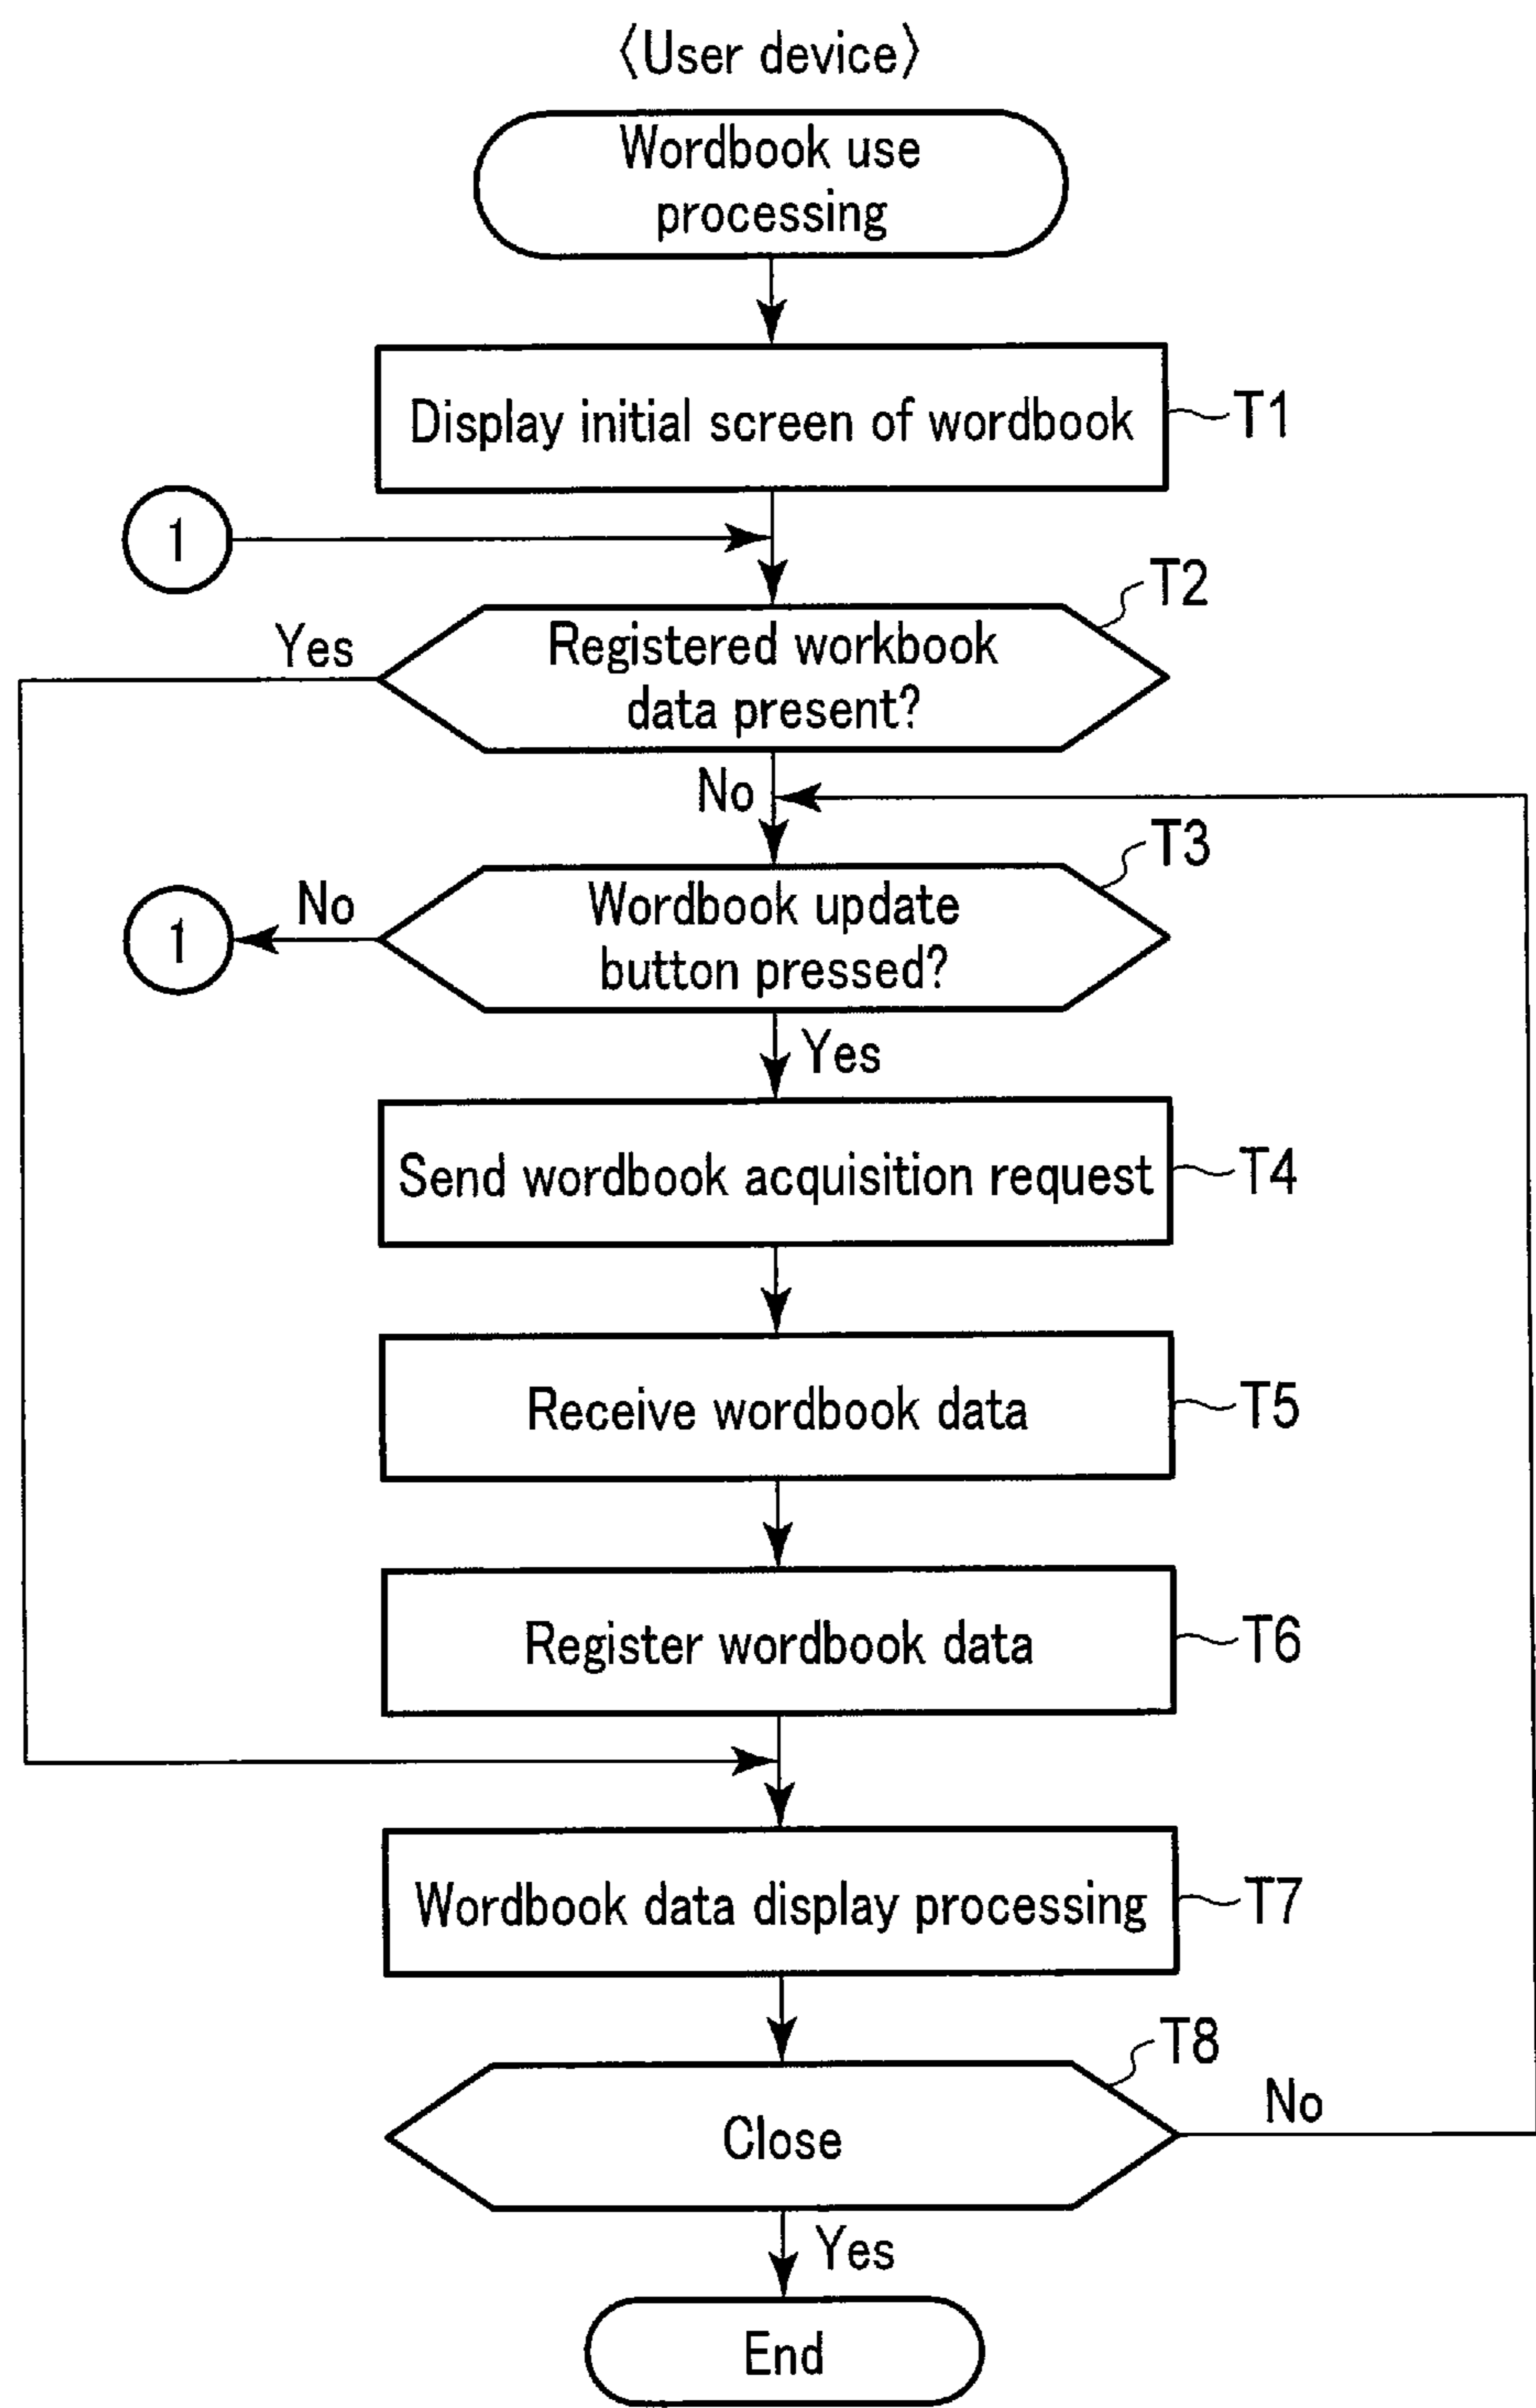 〈User device〉
Wordbook use
processing
Display initial screen of wordbook
T1
1
T2
Yes
Registered workbook
data present?
No
T3
1
No
Wordbook update
button pressed?
Yes
Send wordbook acquisition request
T4
Receive wordbook data
T5
Register wordbook data
T6
Wordbook data display processing
T7
T8
Close
No
Yes
End